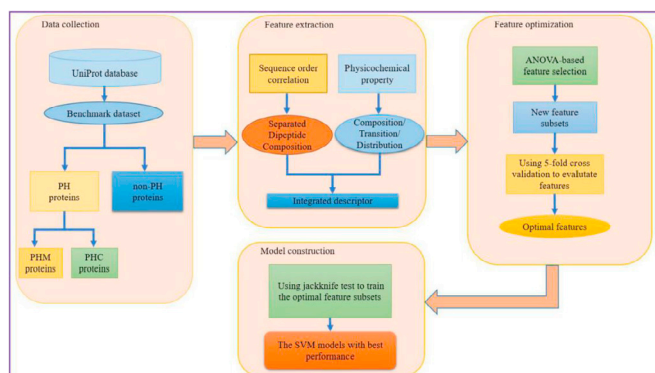 Data collection
UniProt database
Benchmark dataset
PH
proteins
non-PH
proteins
PHM
proteins
PHC
proteins
Feature extraction
Sequence order
correlation
Physicochemical
property
Separated
Dipeptide
Composition
Composition/
Transition/
Distribution
Integrated descriptor
Feature optimization
ANOVA-based
feature selection
New feature
subsets
Using 5-fold cross
validation to evalutate
features
Optimal features
Model construction
Using jackknife test to train
the optimal feature subsets
The SVM models with best
performance